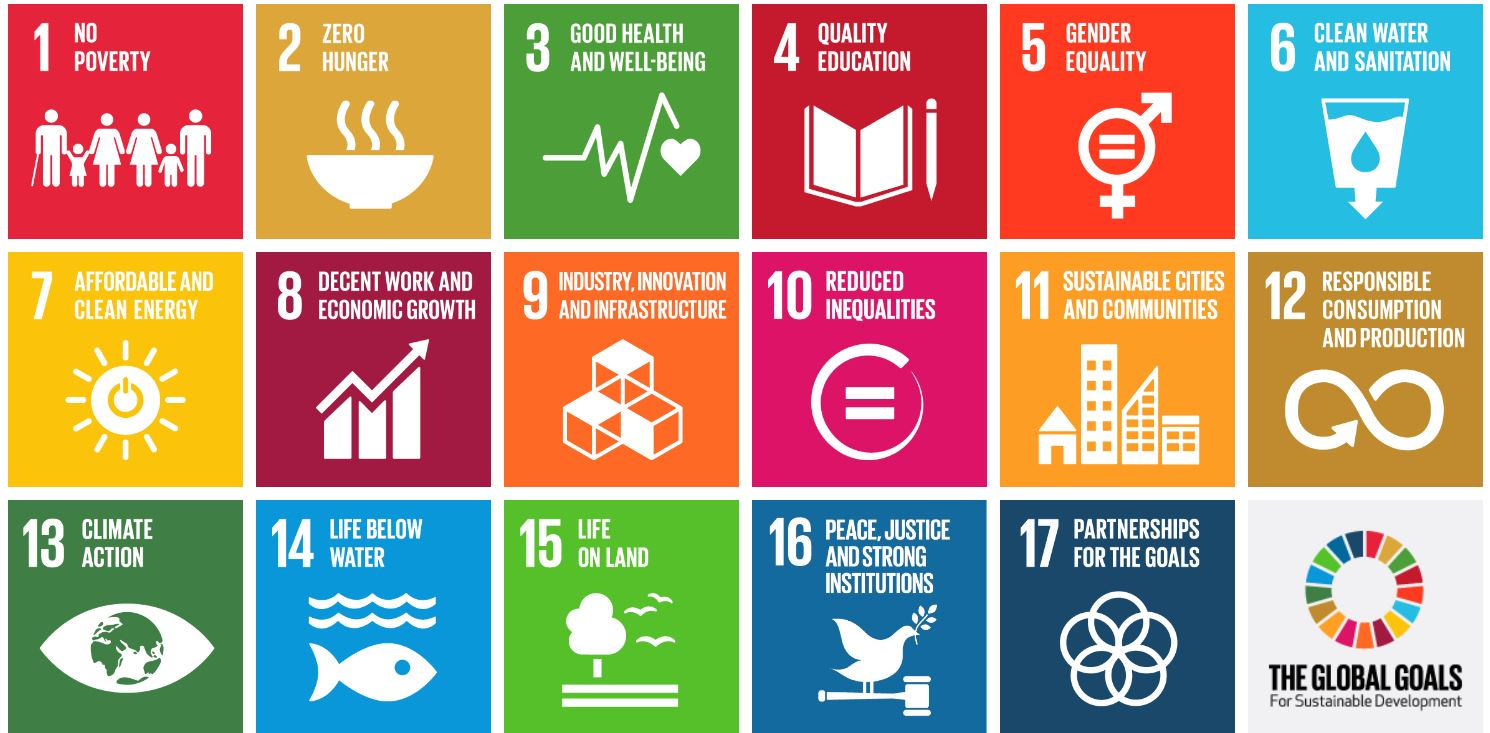 1 NO
POVERTY
2 ZERO
HUNGER
3 GOOD HEALTH
AND WELL-BEING
4 QUALITY
EDUCATION
5 GENDER
EQUALITY
6 CLEAN WATER
AND SANITATION
7 AFFORDABLE AND
CLEAN ENERGY
8 DECENT WORK AND
ECONOMIC GROWTH
9 INDUSTRY, INNOVATION
AND INFRASTRUCTURE
10 REDUCED
INEQUALITIES
11 SUSTAINABLE CITIES
AND COMMUNITIES
12 RESPONSIBLE
CONSUMPTION
AND PRODUCTION
13 CLIMATE
ACTION
14 LIFE BELOW
WATER
15 LIFE
ON LAND
16 PEACE, JUSTICE
AND STRONG
INSTITUTIONS
17 PARTNERSHIPS
FOR THE GOALS
THE GLOBAL GOALS
For Sustainable Development